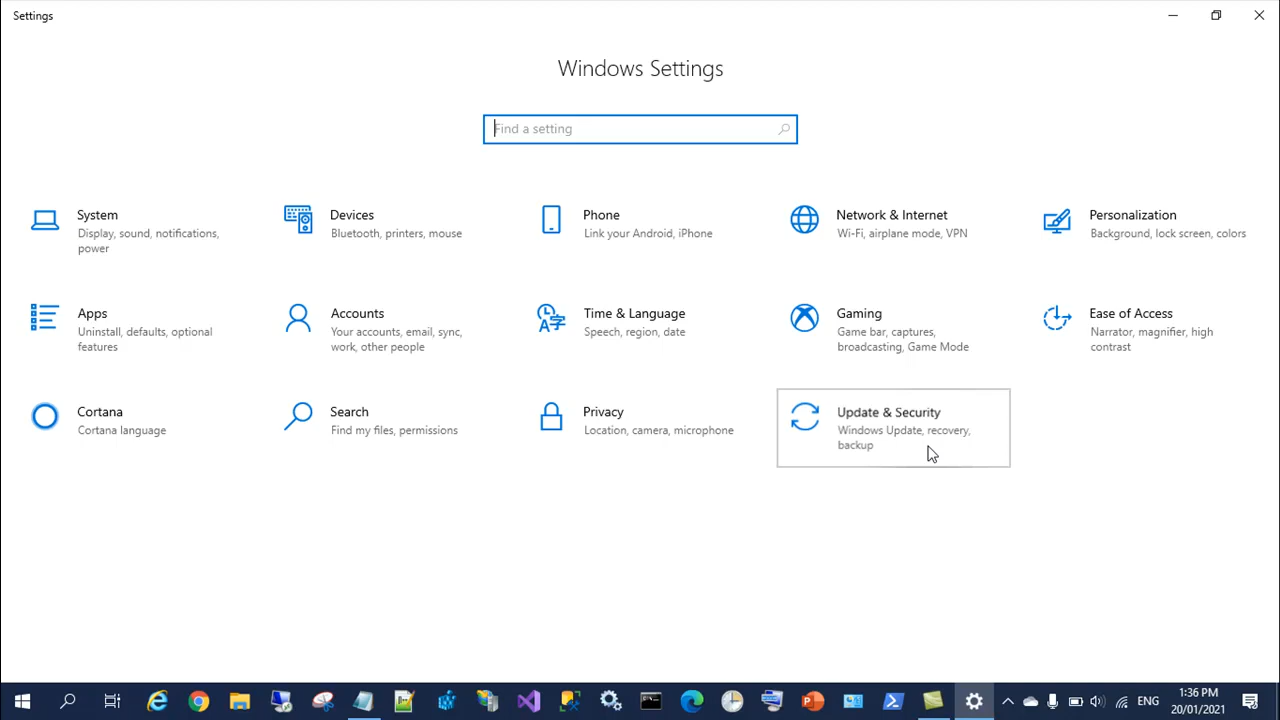 Settings
Windows Settings
Find a setting
System
Display, sound, notifications,
power
Devices
Bluetooth, printers, mouse
Phone
Link your Android, iPhone
Network & Internet
Wi-Fi, airplane mode, VPN
Personalization
Background, lock screen, colors
Apps
Uninstall, defaults, optional
features
Accounts
Your accounts, email, sync,
work, other people
Time & Language
Speech, region, date
Gaming
Game bar, captures,
broadcasting, Game Mode
Ease of Access
Narrator, magnifier, high
contrast
Cortana
Cortana language
Search
Find my files, permissions
Privacy
Location, camera, microphone
Update & Security
Windows Update, recovery,
backup
ENG
1:36 PM
20/01/2021